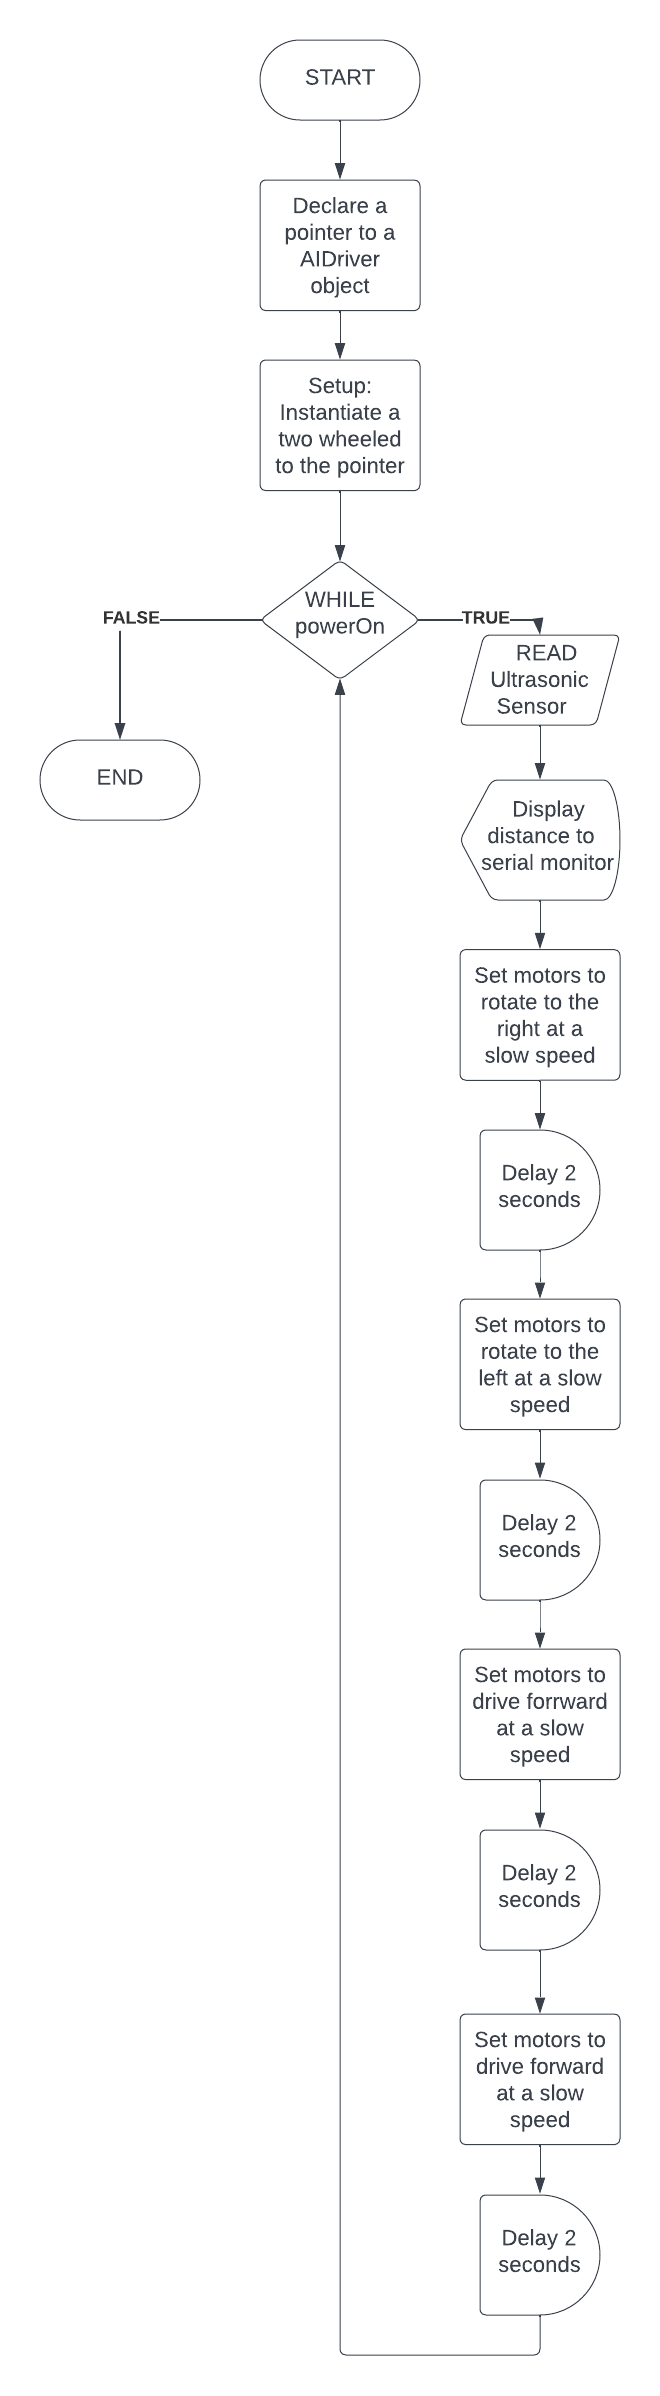 START
Declare a
pointer to a
AIDriver
object
Setup:
Instantiate a
two wheeled
to the pointer
WHILE
powerOn
FALSE
TRUE
END
READ
Ultrasonic
Sensor
Display
distance to
serial monitor
Set motors to
rotate to the
right at a
slow speed
Delay 2
seconds
Set motors to
rotate to the
left at a slow
speed
Delay 2
seconds
Set motors to
drive forrward
at a slow
speed
Delay 2
seconds
Set motors to
drive forward
at a slow
speed
Delay 2
seconds